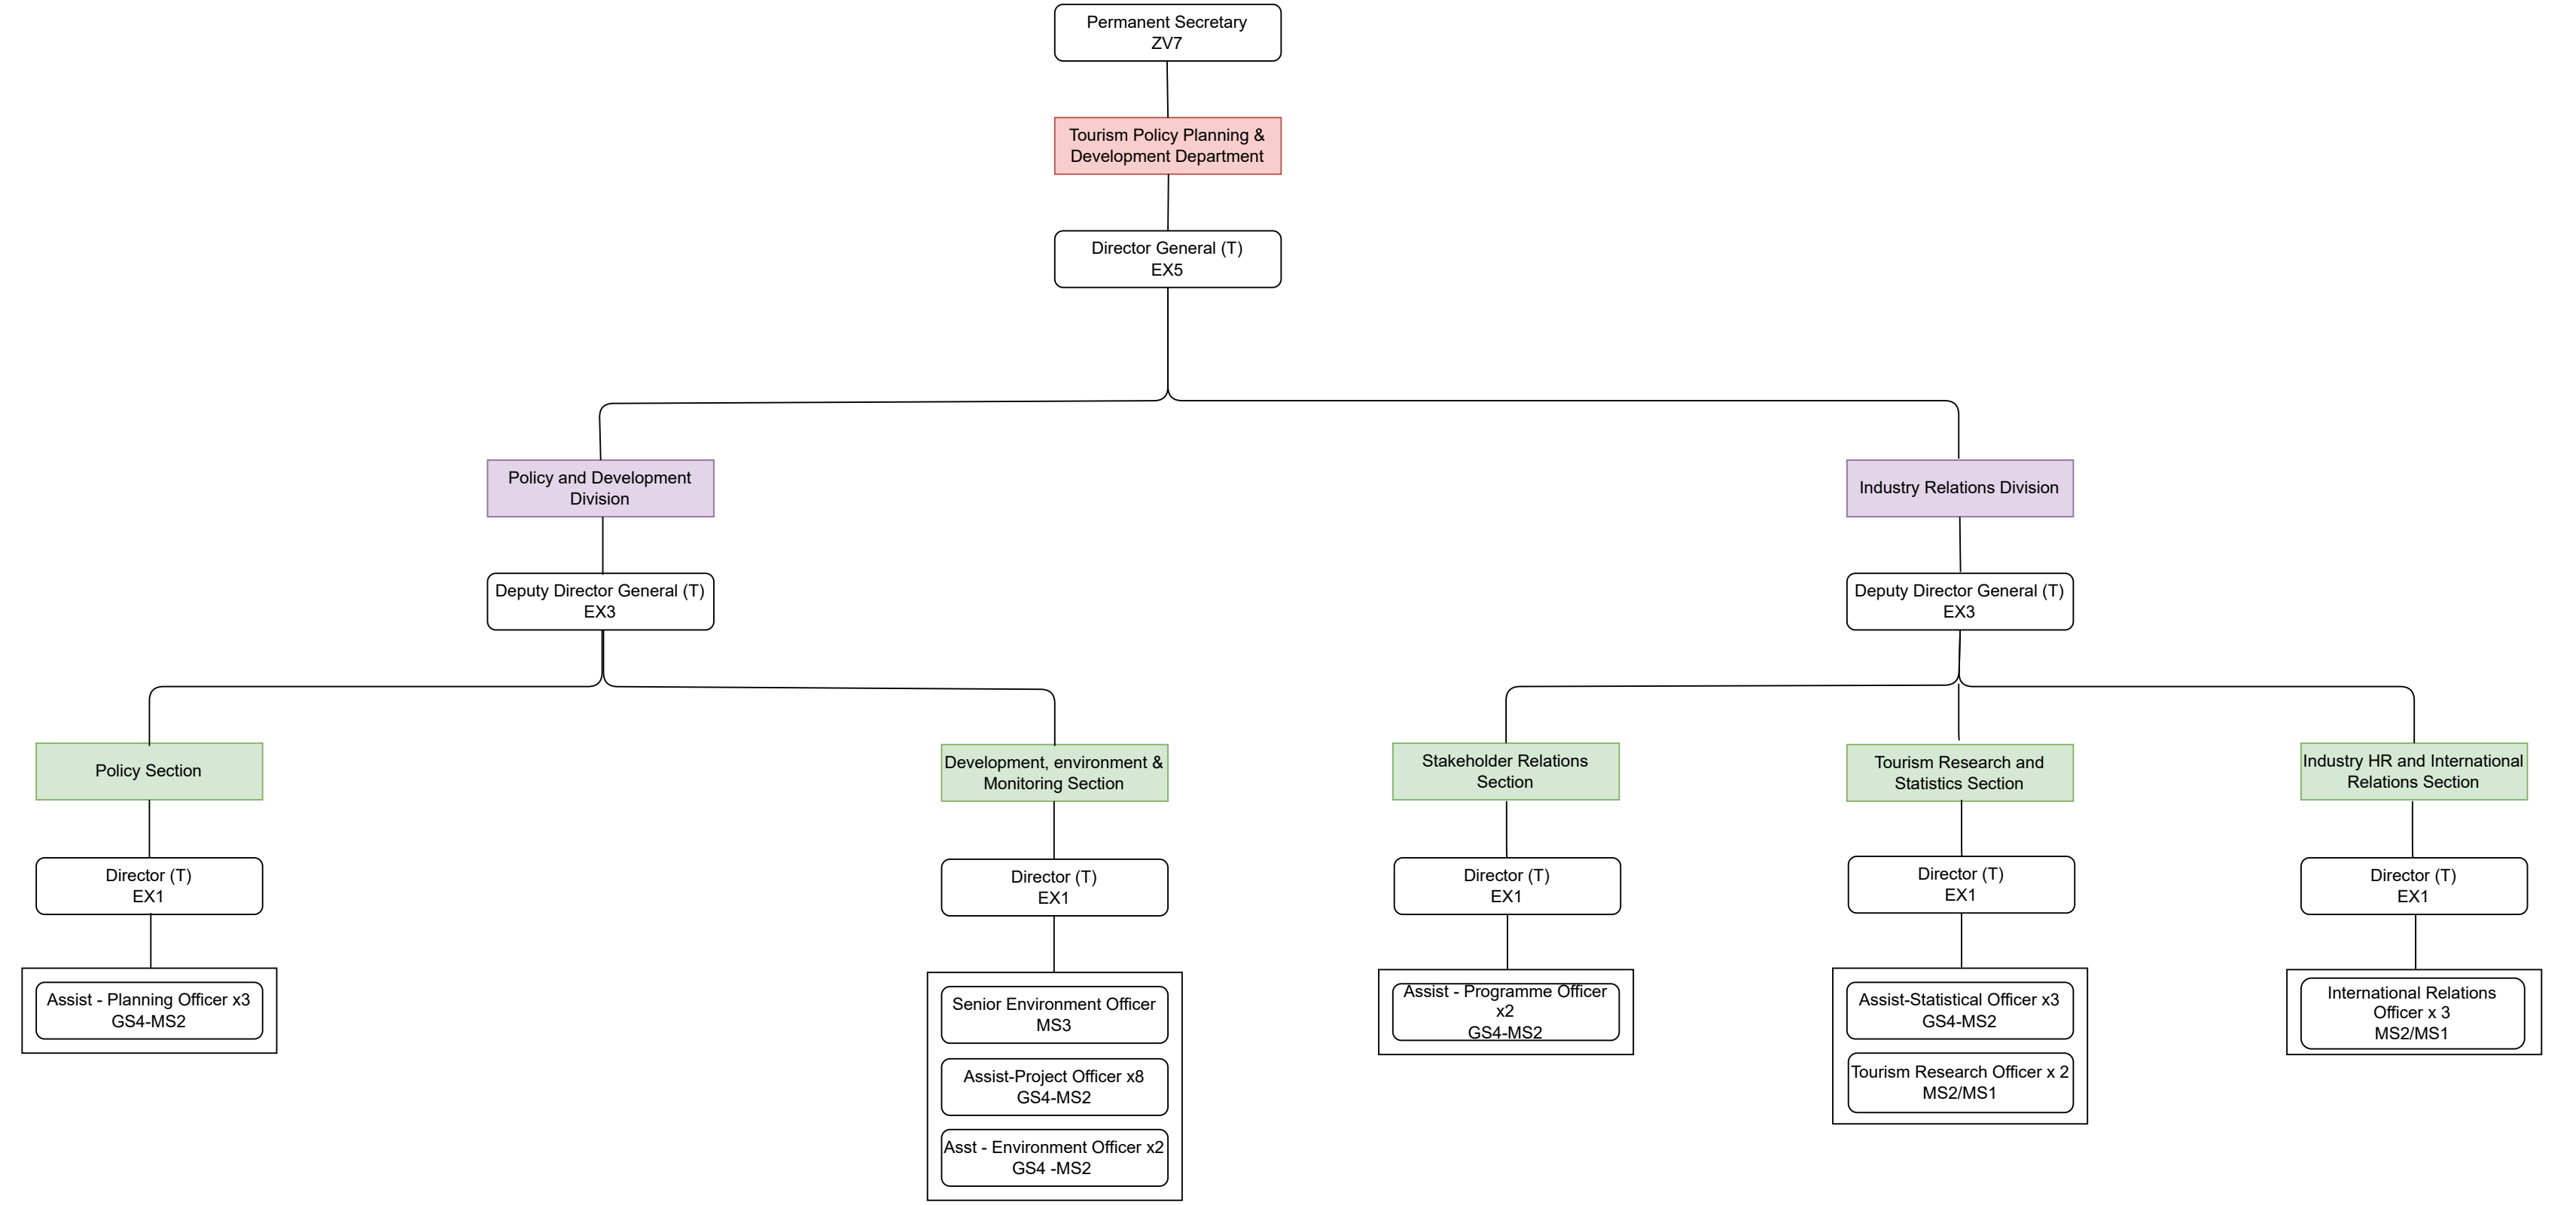 Permanent Secretary
ZV7
Tourism Policy Planning &
Development Department
Director General (T)
EX5
Policy and Development
Division
Industry Relations Division
Deputy Director General (T)
EX3
Deputy Director General (T)
EX3
Policy Section
Development, environment &
Monitoring Section
Stakeholder Relations
Section
Tourism Research and
Statistics Section
Industry HR and International
Relations Section
Director (T)
EX1
Director (T)
EX1
Director (T)
EX1
Director (T)
EX1
Director (T)
EX1
Assist - Planning Officer x3
GS4-MS2
Senior Environment Officer
MS3
Assist-Project Officer x8
GS4-MS2
Asst - Environment Officer x2
GS4 -MS2
Assist - Programme Officer
x2
GS4-MS2
Assist-Statistical Officer x3
GS4-MS2
Tourism Research Officer x 2
MS2/MS1
International Relations
Officer x 3
MS2/MS1